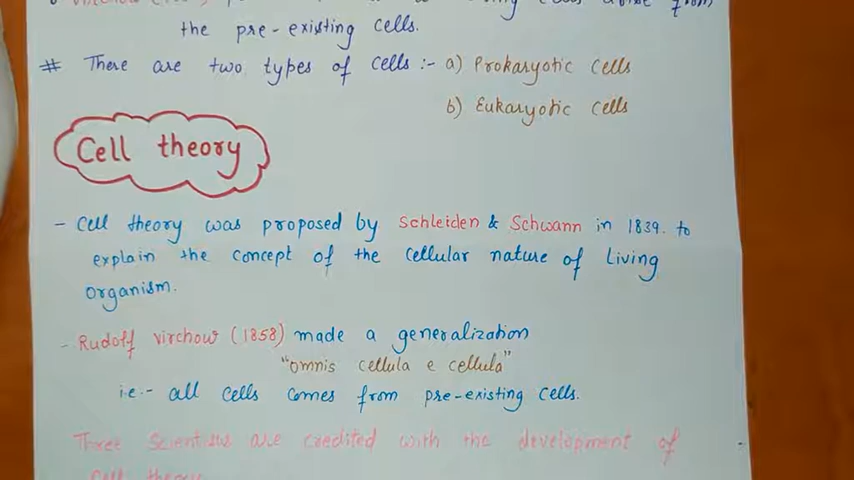 the pre-existing cells.
# There are two types of cells :- a) Prokaryotic cells
b) Eukaryotic cells
Cell theory
- Cell theory was proposed by Schleiden & Schwann in 1839. to
explain the concept of the cellular nature of Living
organism.
- Rudolf virchow (1858) made a generalization
"omnis cellula e cellula"
i.e:- all cells comes from pre-existing cells.
Three Scientists are credited with the development of
Cell theory